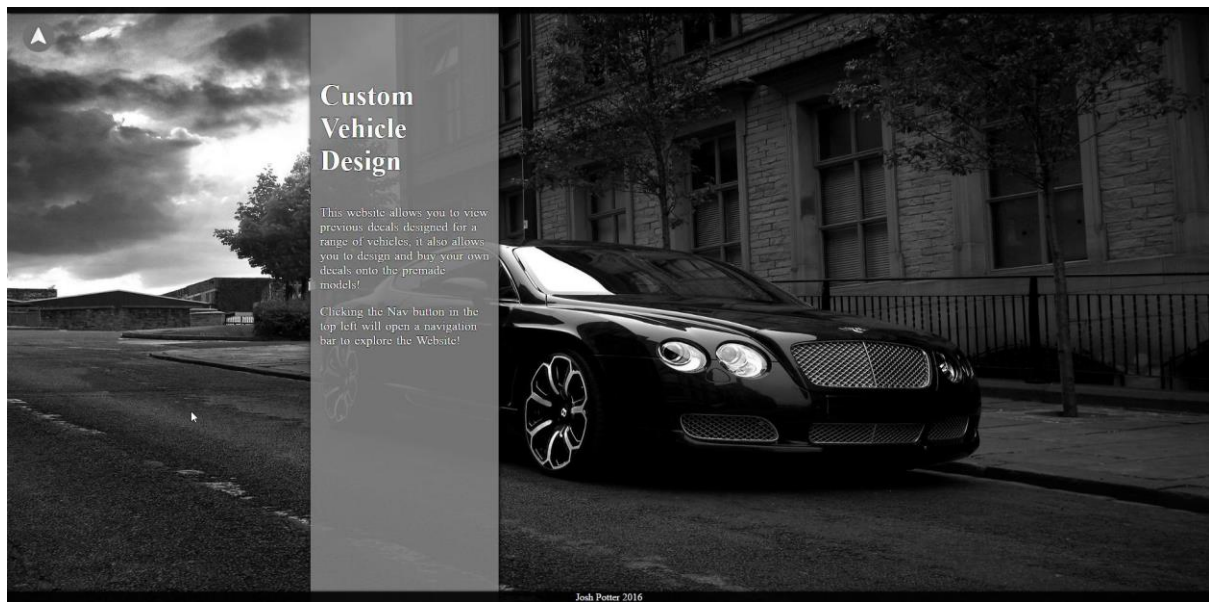 Custom
Vehicle
Design
This website allows you to view
previous decals designed for a
range of vehicles, it also allows
you to design and buy your own
decals onto the premade
models!
Clicking the Nav button in the
top left will open a navigation
bar to explore the Website!
Josh Potter 2016